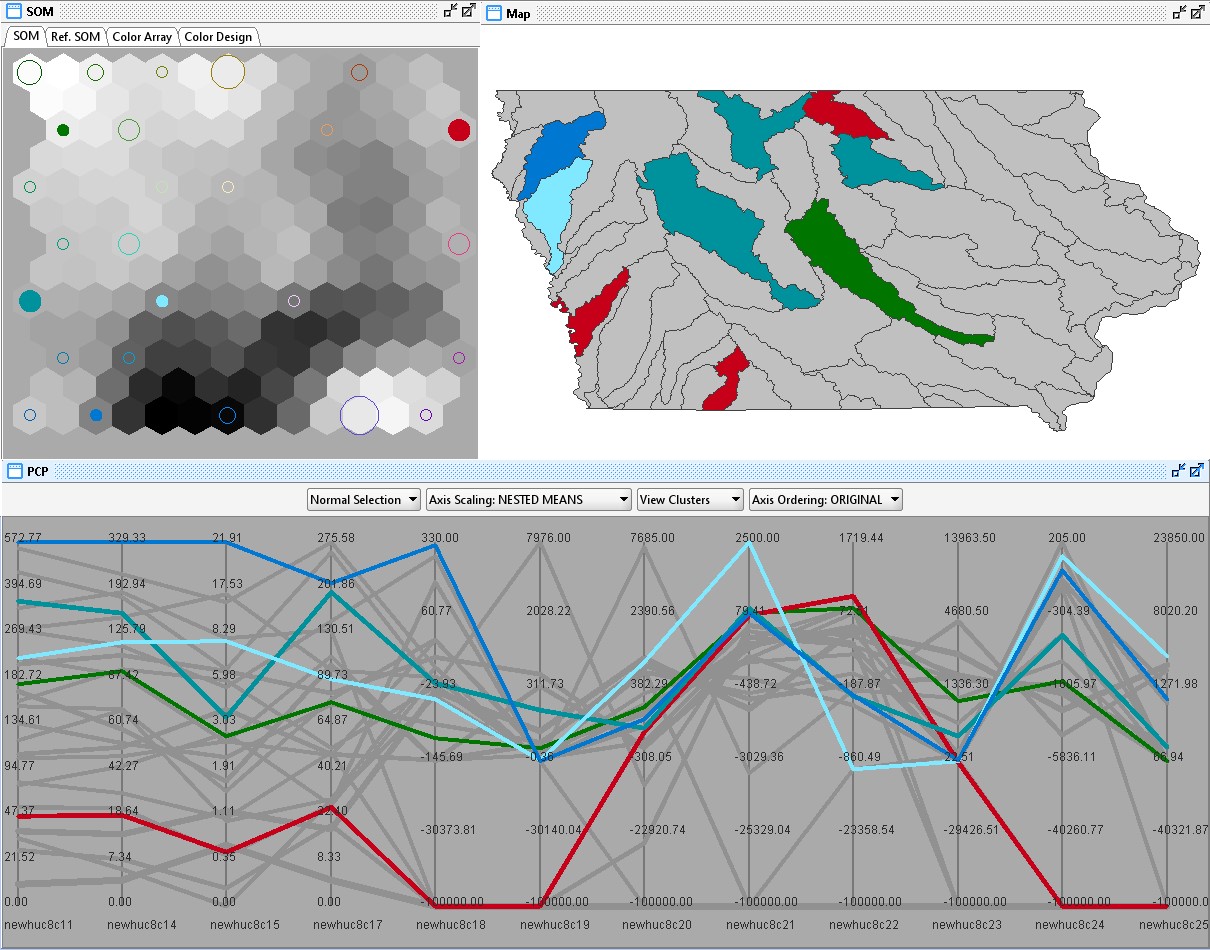 SOM
Map
SOM Ref. SOM Color Array Color Design
PCP
Normal Selection Axis Scaling: NESTED MEANS View Clusters Axis Ordering: ORIGINAL
572.77 329.33 21.91 275.68 330.00 7976.00 7685.00 2500.00 1719.44 13963.50 205.00 23850.00
394.69 192.94 17.53 201.86 60.77 2028.22 2390.56 79.41 72.81 4680.50 -304.39 8020.20
269.43 125.79 8.29 130.51
182.72 87.42 5.98 89.73 -23.93 311.73 382.29 -438.72 -187.87 1336.30 -1605.97 1271.98
134.61 60.74 3.03 64.87
94.77 42.27 1.91 40.21 -145.69 -0.36 -308.05 -3029.36 -860.49 22.51 -5836.11 66.94
47.37 18.64 1.11 22.40 -30373.81 -30140.04 -22920.74 -25329.04 -23358.54 -29426.51 -40260.77 -40321.87
21.52 7.34 0.35 8.33
0.00 0.00 0.00 0.00 -100000.00 -100000.00 -100000.00 -100000.00 -100000.00 -100000.00 -100000.00 -100000.0
newhuc8c11 newhuc8c14 newhuc8c15 newhuc8c17 newhuc8c18 newhuc8c19 newhuc8c20 newhuc8c21 newhuc8c22 newhuc8c23 newhuc8c24 newhuc8c25